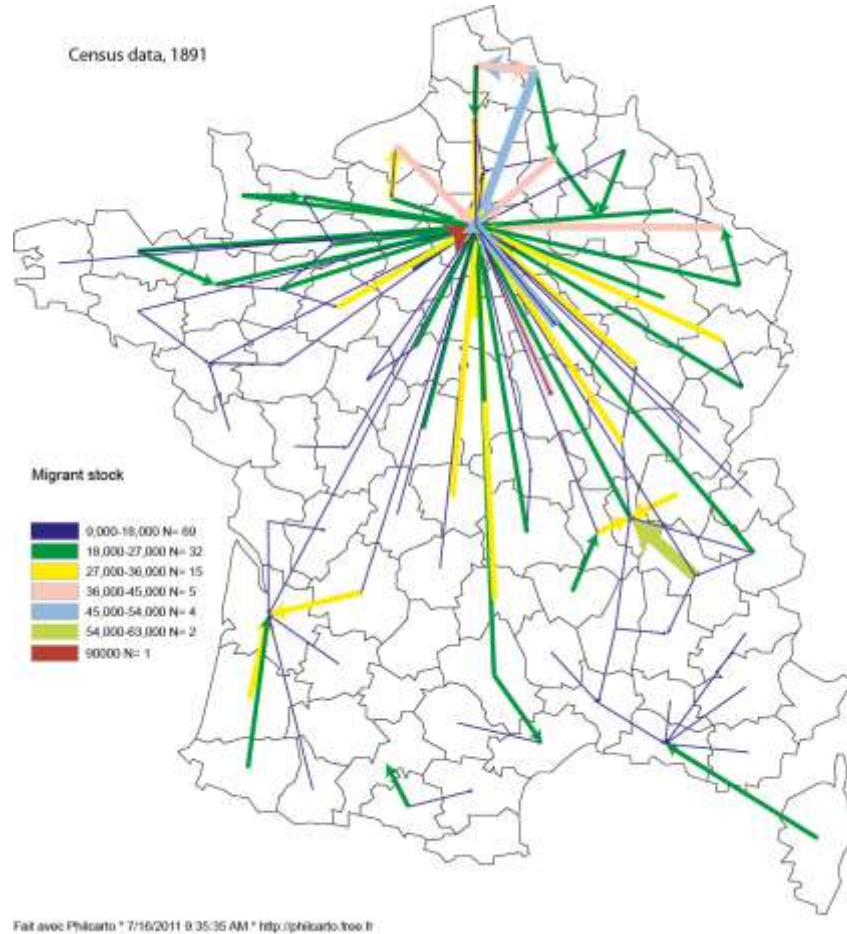 Census data, 1891
Migrant stock
9,000-18,000 N= 69
18,000-27,000 N= 32
27,000-36,000 N= 15
36,000-45,000 N= 5
45,000-54,000 N= 4
54,000-63,000 N= 2
90000 N= 1
Fait avec Philcarto * 7/16/2011 9:35:35 AM * http://philcarto.free.fr